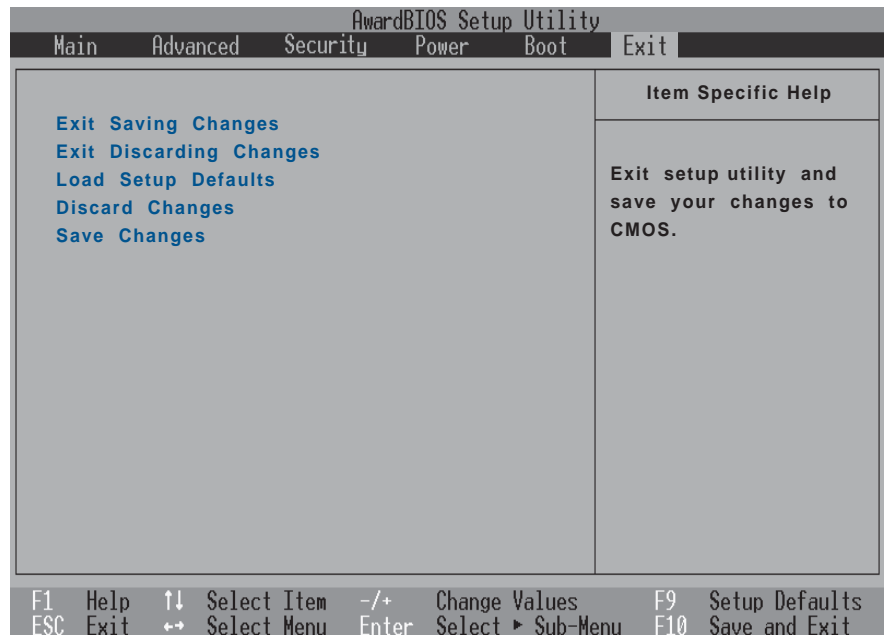 AwardBIOS Setup Utility
Main Advanced Security Power Boot Exit
Item Specific Help
Exit Saving Changes
Exit Discarding Changes
Load Setup Defaults
Discard Changes
Save Changes
Exit setup utility and
save your changes to
CMOS.
F1 Help ↑↓ Select Item -/+ Change Values F9 Setup Defaults
ESC Exit ←→ Select Menu Enter Select ▶ Sub-Menu F10 Save and Exit